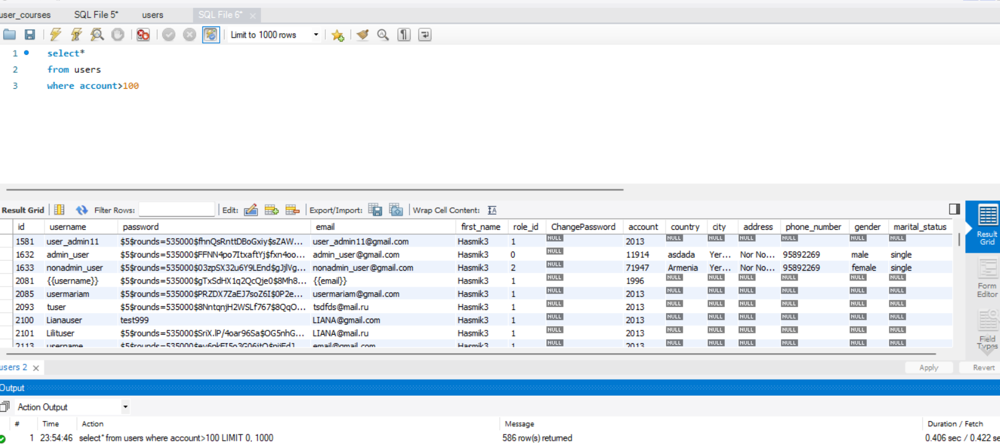 user_courses SQL File 5* users SQL File 6*
Limit to 1000 rows
1 select*
2 from users
3 where account>100
Result Grid Filter Rows: Edit: Export/Import: Wrap Cell Content:
id username password email first_name role_id ChangePassword account country city address phone_number gender marital_status
1581 user_admin11 $5$rounds=535000$fhnQsRnttDBoGxiy$sZAW... user_admin11@gmail.com Hasmik3 1 NULL 2013 NULL NULL NULL NULL NULL NULL
1632 admin_user $5$rounds=535000$FFNN4po7ItxaftYj$fxn4oo... admin_user@gmail.com Hasmik3 0 NULL 11914 asdada Yer... Nor No... 95892269 male single
1633 nonadmin_user $5$rounds=535000$03zpSX32u6Y9LEnd$gJjlVg... nonadmin_user@gmail.com Hasmik3 2 NULL 71947 Armenia Yer... Nor No... 95892269 female single
2081 {{username}} $5$rounds=535000$gTxSdHX1q2QcQje0$8Mh8... {{email}} Hasmik3 1 NULL 1996 NULL NULL NULL NULL NULL NULL
2085 usermariam $5$rounds=535000$PRZDX7ZaEJ7soZ6I$0P2e... usermariam@gmail.com Hasmik3 1 NULL 2013 NULL NULL NULL NULL NULL NULL
2093 tuser $5$rounds=535000$8NntqnjH2WSLf767$8QqO... tsdfds@mail.ru Hasmik3 1 NULL 2013 NULL NULL NULL NULL NULL NULL
2100 Lianauser test999 LIANA@gmail.com Hasmik3 1 NULL 2013 NULL NULL NULL NULL NULL NULL
2101 Lilituser $5$rounds=535000$SriX.lP/4oar96Sa$OG5nhG... LIANA@mail.ru Hasmik3 1 NULL 2013 NULL NULL NULL NULL NULL NULL
2113 username email@gmail.com Hasmik3 1 NULL 2013 NULL NULL NULL NULL NULL NULL
Result
Grid
Form
Editor
Field
Types
users 2 Apply Revert
Output
Action Output
# Time Action Message Duration / Fetch
1 23:54:46 select* from users where account>100 LIMIT 0, 1000 586 row(s) returned 0.406 sec / 0.422 se